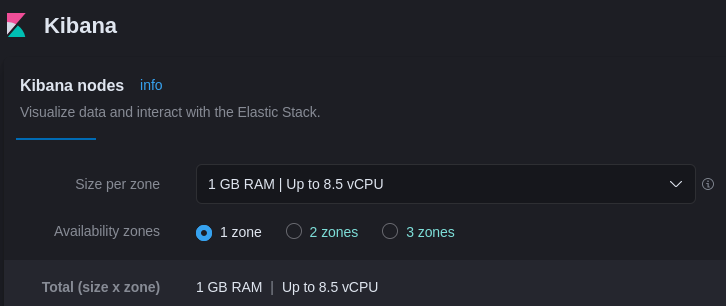 Kibana
Kibana nodes info
Visualize data and interact with the Elastic Stack.
Size per zone 1 GB RAM | Up to 8.5 vCPU
Availability zones 1 zone 2 zones 3 zones
Total (size x zone) 1 GB RAM | Up to 8.5 vCPU